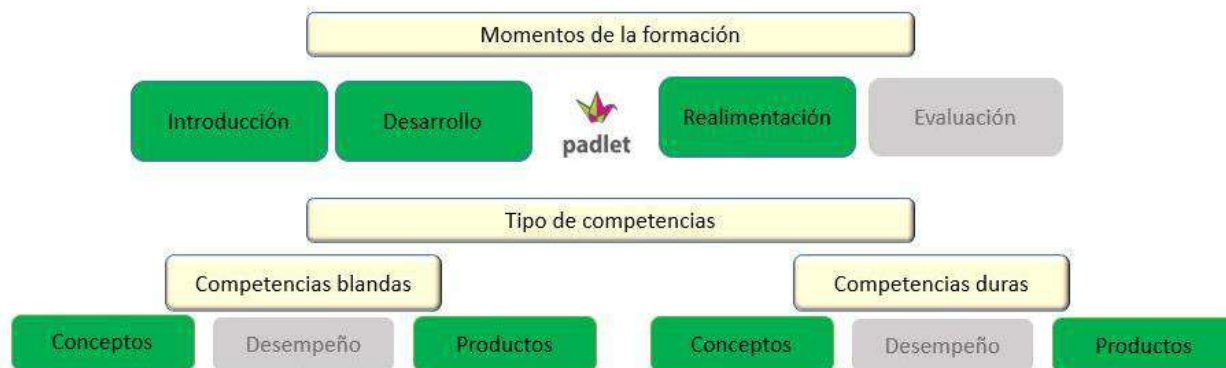 Momentos de la formación
Introducción
Desarrollo
padlet
Realimentación
Evaluación
Tipo de competencias
Competencias blandas
Competencias duras
Conceptos
Desempeño
Productos
Conceptos
Desempeño
Productos